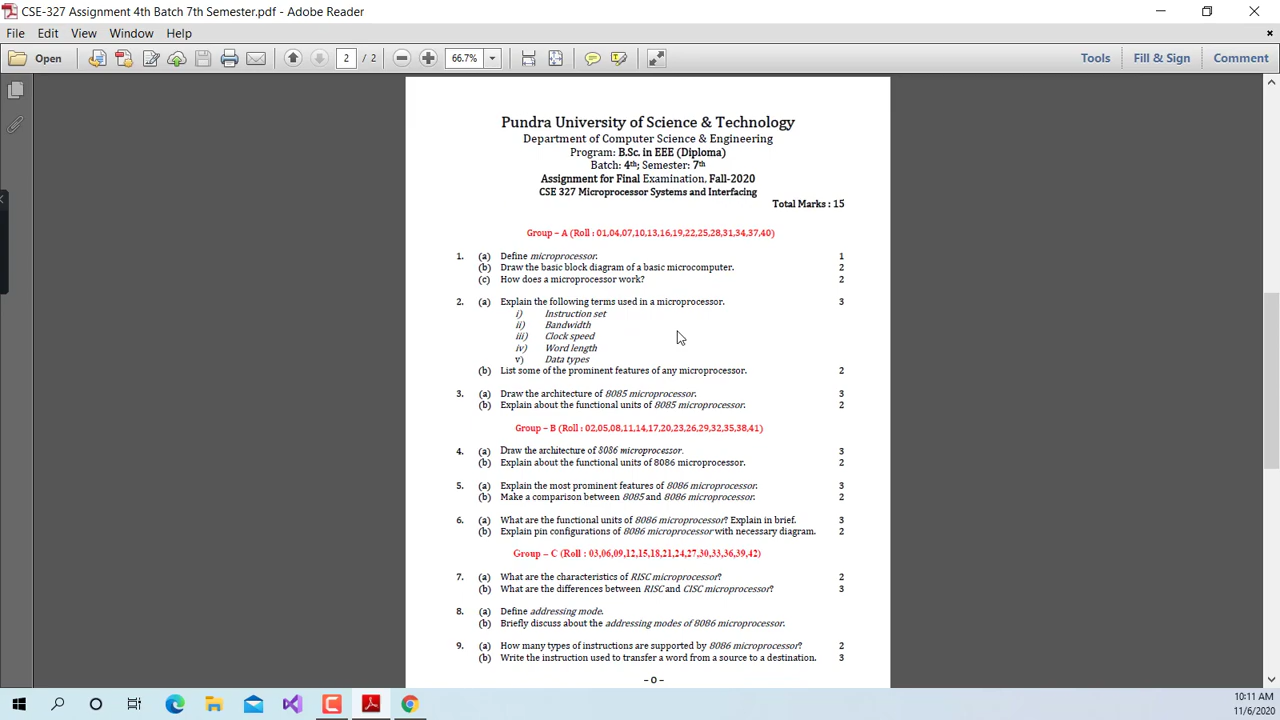 CSE-327 Assignment 4th Batch 7th Semester.pdf - Adobe Reader
File Edit View Window Help
Open 2 / 2 66.7% Tools Fill & Sign Comment
Pundra University of Science & Technology
Department of Computer Science & Engineering
Program: B.Sc. in EEE (Diploma)
Batch: 4th; Semester: 7th
Assignment for Final Examination, Fall-2020
CSE 327 Microprocessor Systems and Interfacing
Total Marks : 15
Group – A (Roll : 01,04,07,10,13,16,19,22,25,28,31,34,37,40)
1. (a) Define microprocessor. 1
(b) Draw the basic block diagram of a basic microcomputer. 2
(c) How does a microprocessor work? 2
2. (a) Explain the following terms used in a microprocessor. 3
i) Instruction set
ii) Bandwidth
iii) Clock speed
iv) Word length
v) Data types
(b) List some of the prominent features of any microprocessor. 2
3. (a) Draw the architecture of 8085 microprocessor. 3
(b) Explain about the functional units of 8085 microprocessor. 2
Group – B (Roll : 02,05,08,11,14,17,20,23,26,29,32,35,38,41)
4. (a) Draw the architecture of 8086 microprocessor. 3
(b) Explain about the functional units of 8086 microprocessor. 2
5. (a) Explain the most prominent features of 8086 microprocessor. 3
(b) Make a comparison between 8085 and 8086 microprocessor. 2
6. (a) What are the functional units of 8086 microprocessor? Explain in brief. 3
(b) Explain pin configurations of 8086 microprocessor with necessary diagram. 2
Group – C (Roll : 03,06,09,12,15,18,21,24,27,30,33,36,39,42)
7. (a) What are the characteristics of RISC microprocessor? 2
(b) What are the differences between RISC and CISC microprocessor? 3
8. (a) Define addressing mode.
(b) Briefly discuss about the addressing modes of 8086 microprocessor.
9. (a) How many types of instructions are supported by 8086 microprocessor? 2
(b) Write the instruction used to transfer a word from a source to a destination. 3
– 0 –
10:11 AM
11/6/2020